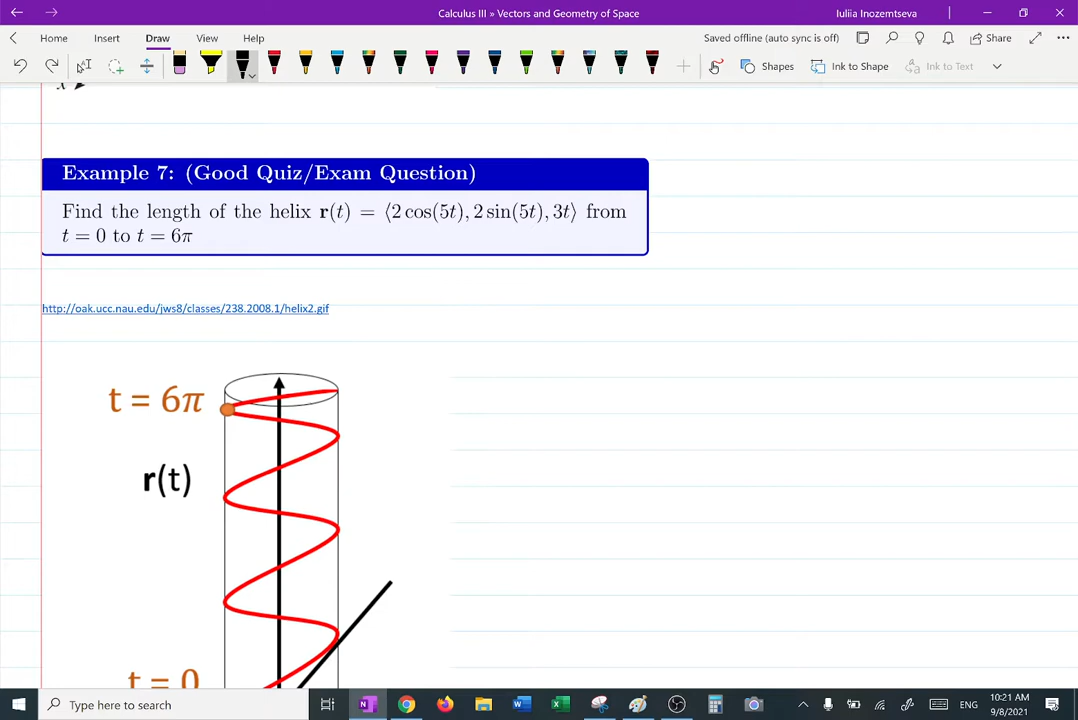 Calculus III » Vectors and Geometry of Space
Iuliia Inozemtseva
Home Insert Draw View Help
Saved offline (auto sync is off)
Share
Shapes
Ink to Shape
Ink to Text
Example 7: (Good Quiz/Exam Question)
Find the length of the helix r(t) = ⟨2 cos(5t), 2 sin(5t), 3t⟩ from
t = 0 to t = 6π
http://oak.ucc.nau.edu/jws8/classes/238.2008.1/helix2.gif
t = 6π
r(t)
t = 0
Type here to search
ENG
10:21 AM
9/8/2021